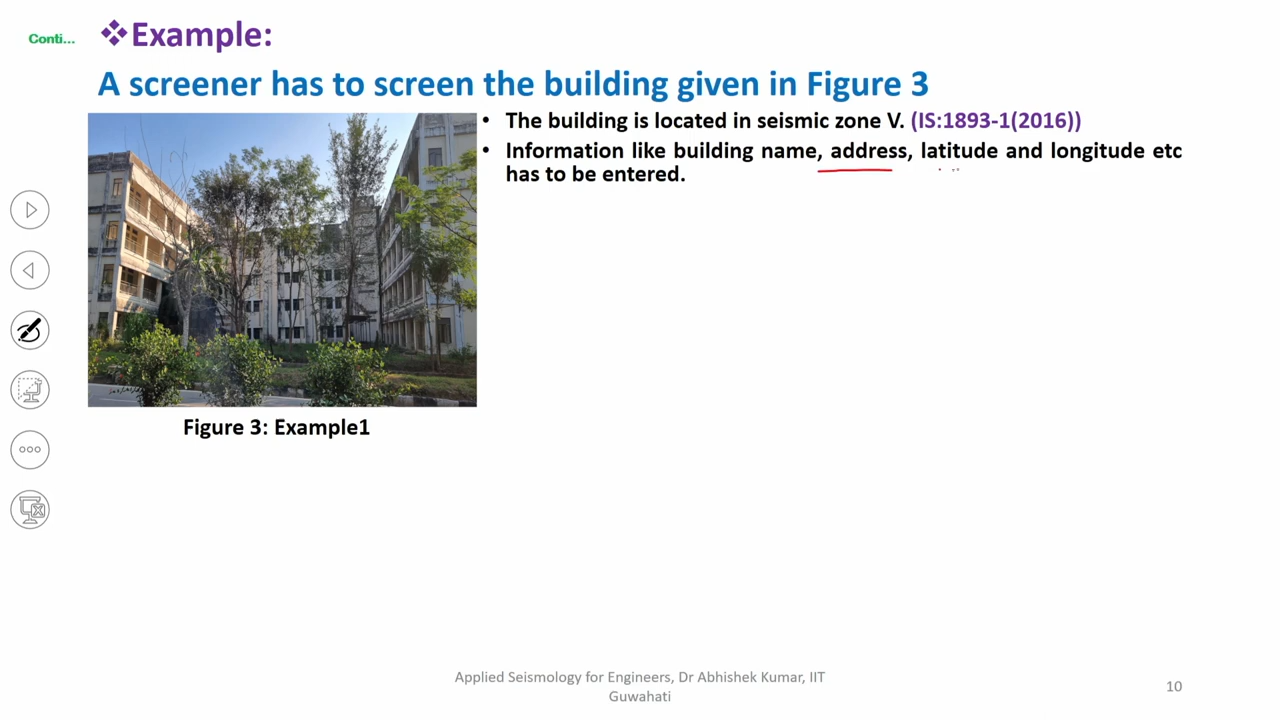 Conti...
❖Example:
A screener has to screen the building given in Figure 3
• The building is located in seismic zone V. (IS:1893-1(2016))
• Information like building name, address, latitude and longitude etc
has to be entered.
Figure 3: Example1
Applied Seismology for Engineers, Dr Abhishek Kumar, IIT
Guwahati
10